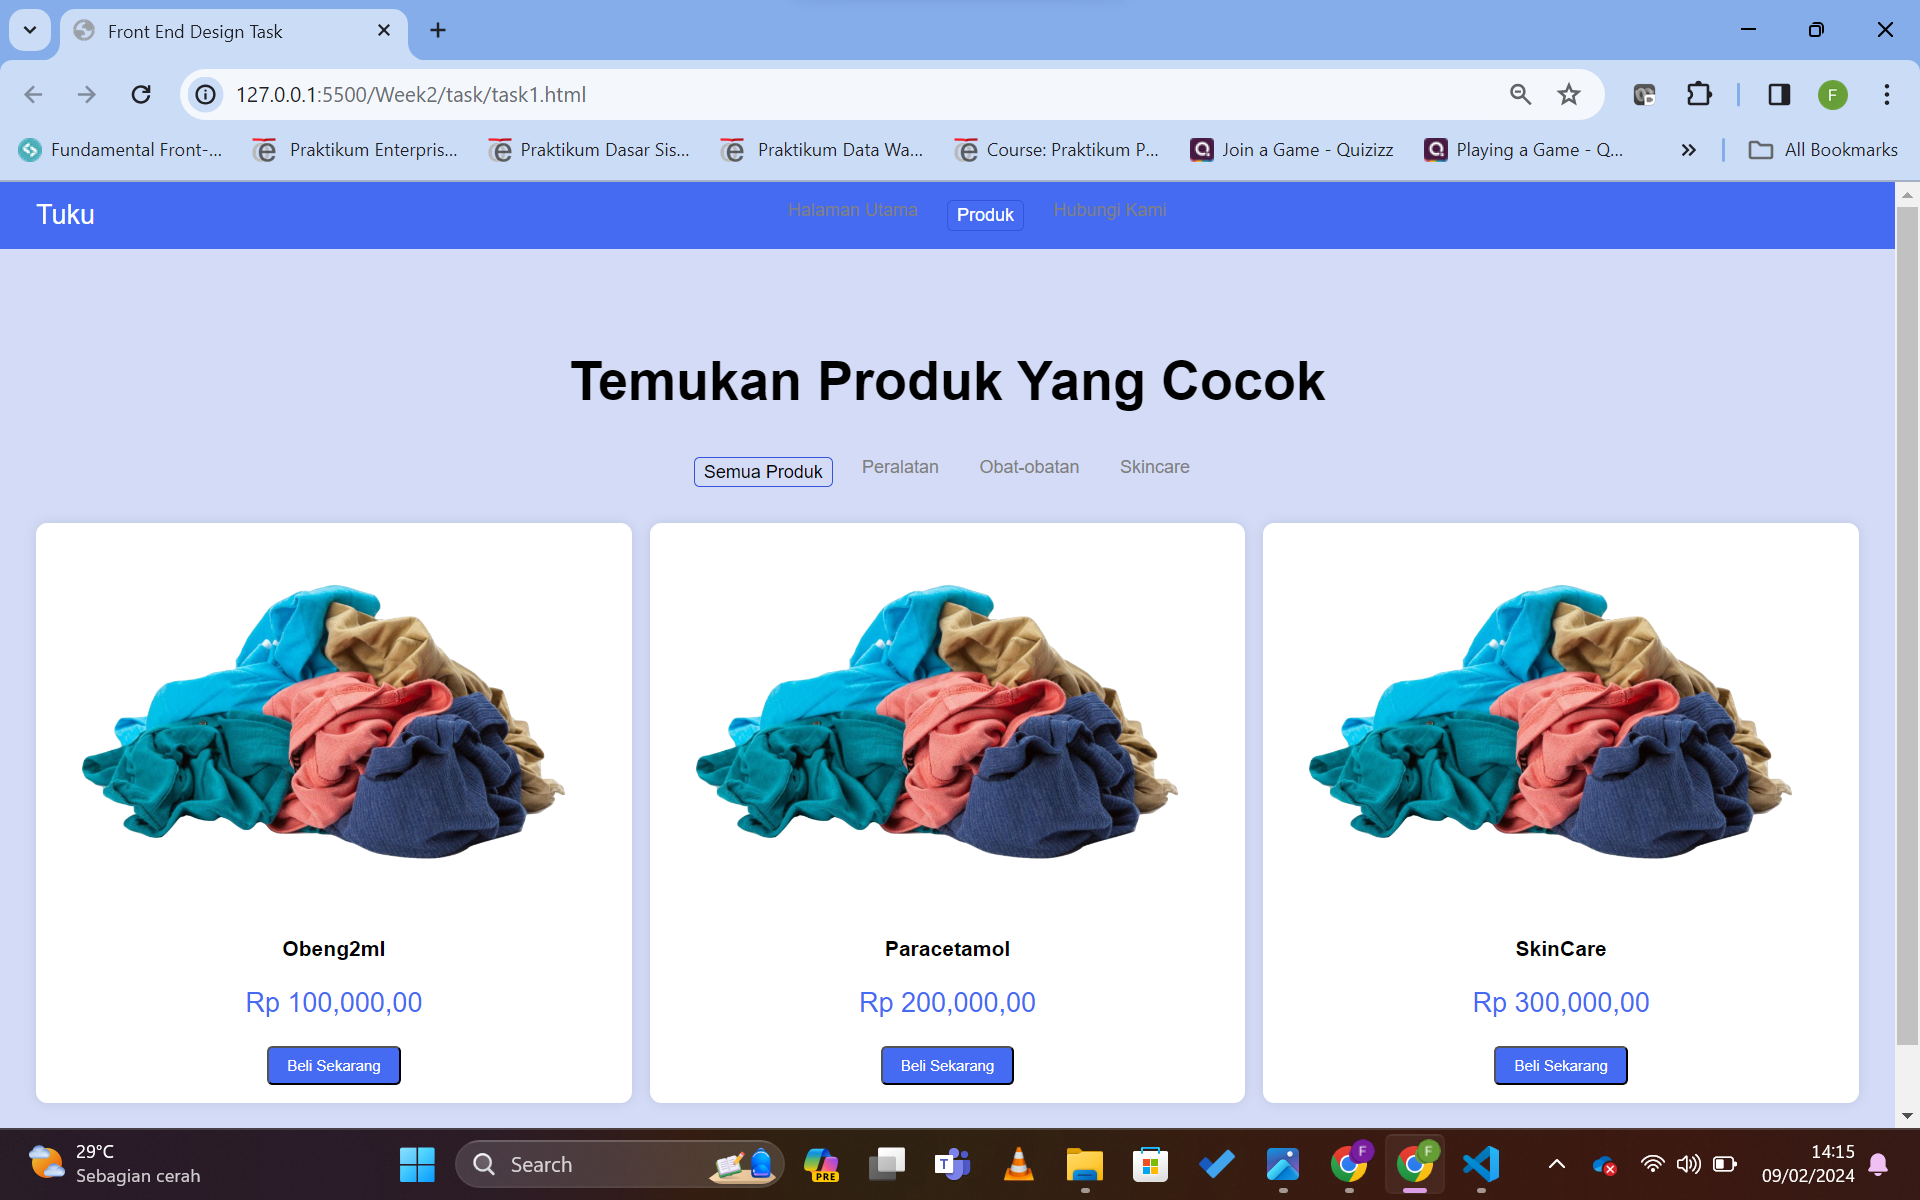 Front End Design Task
127.0.0.1:5500/Week2/task/task1.html
F
Fundamental Front-...
Praktikum Enterpris...
Praktikum Dasar Sis...
Praktikum Data Wa...
Course: Praktikum P...
Join a Game - Quizizz
Playing a Game - Q...
All Bookmarks
Tuku
Halaman Utama
Produk
Hubungi Kami
Temukan Produk Yang Cocok
Semua Produk
Peralatan
Obat-obatan
Skincare
Obeng2ml
Paracetamol
SkinCare
Rp 100,000,00
Rp 200,000,00
Rp 300,000,00
Beli Sekarang
Beli Sekarang
Beli Sekarang
29°C
Sebagian cerah
Search
PRE
T
F
F
14:15
09/02/2024